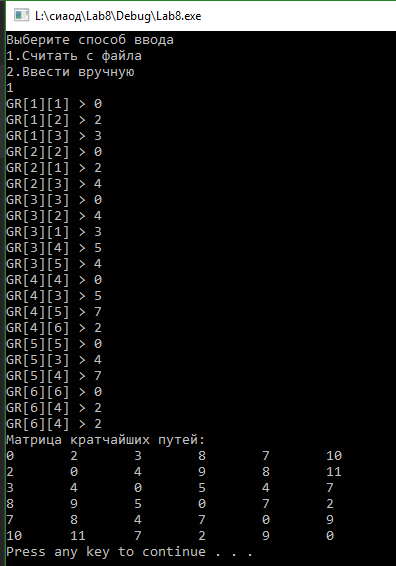 L:\сиаод\Lab8\Debug\Lab8.exe
Выберите способ ввода
1.Считать с файла
2.Ввести вручную
1
GR[1][1] > 0
GR[1][2] > 2
GR[1][3] > 3
GR[2][2] > 0
GR[2][1] > 2
GR[2][3] > 4
GR[3][3] > 0
GR[3][2] > 4
GR[3][1] > 3
GR[3][4] > 5
GR[3][5] > 4
GR[4][4] > 0
GR[4][3] > 5
GR[4][5] > 7
GR[4][6] > 2
GR[5][5] > 0
GR[5][3] > 4
GR[5][4] > 7
GR[6][6] > 0
GR[6][4] > 2
GR[6][4] > 2
Матрица кратчайших путей:
0 2 3 8 7 10
2 0 4 9 8 11
3 4 0 5 4 7
8 9 5 0 7 2
7 8 4 7 0 9
10 11 7 2 9 0
Press any key to continue . . .